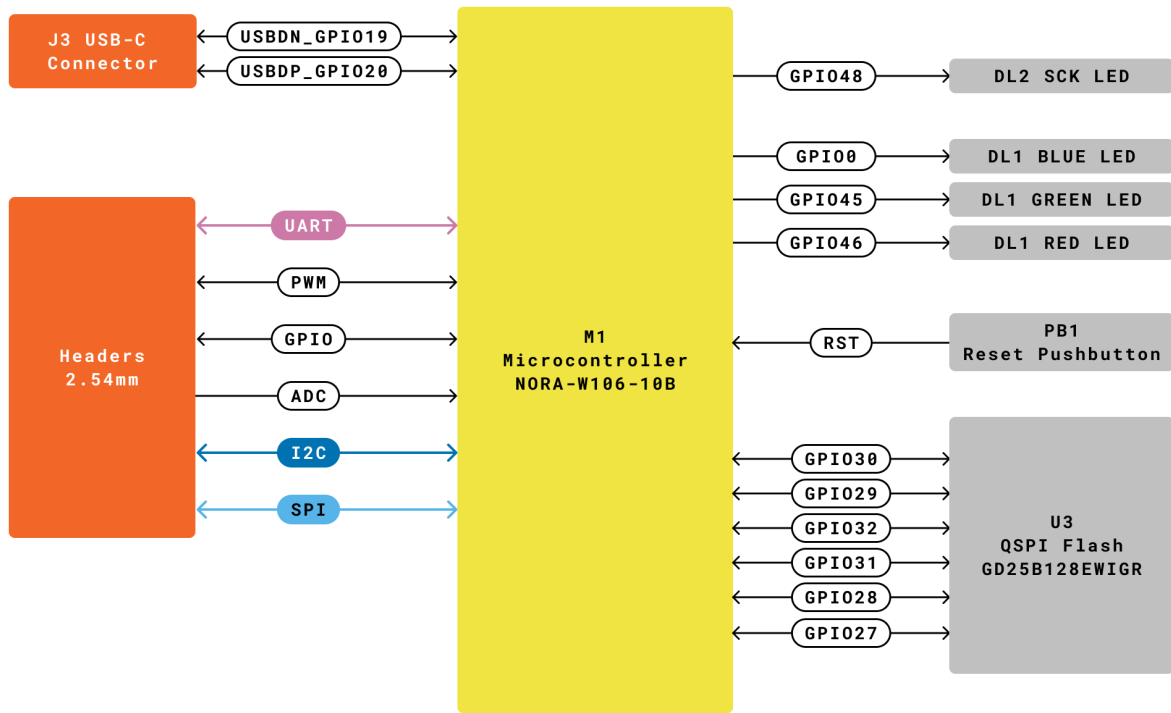 J3 USB-C
Connector
USBDN_GPIO19
USBDP_GPIO20
Headers
2.54mm
UART
PWM
GPIO
ADC
I2C
SPI
M1
Microcontroller
NORA-W106-10B
GPIO48
DL2 SCK LED
GPIO0
DL1 BLUE LED
GPIO45
DL1 GREEN LED
GPIO46
DL1 RED LED
RST
PB1
Reset Pushbutton
GPIO30
GPIO29
GPIO32
GPIO31
GPIO28
GPIO27
U3
QSPI Flash
GD25B128EWIGR